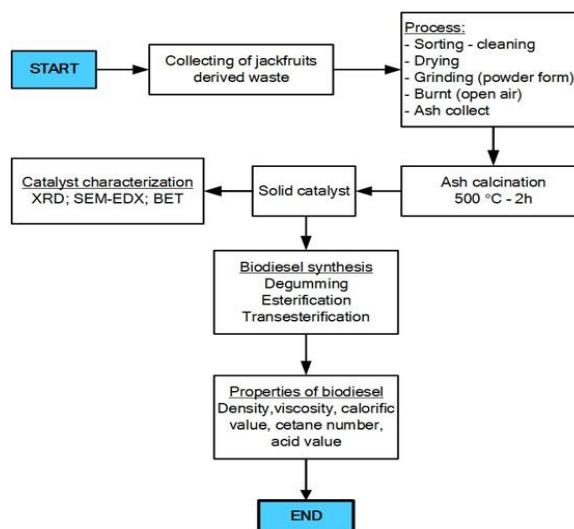 START
Collecting of jackfruits
derived waste
Process:
- Sorting - cleaning
- Drying
- Grinding (powder form)
- Burnt (open air)
- Ash collect
Ash calcination
500 °C - 2h
Solid catalyst
Catalyst characterization
XRD; SEM-EDX; BET
Biodiesel synthesis
Degumming
Esterification
Transesterification
Properties of biodiesel
Density,viscosity, calorific
value, cetane number,
acid value
END